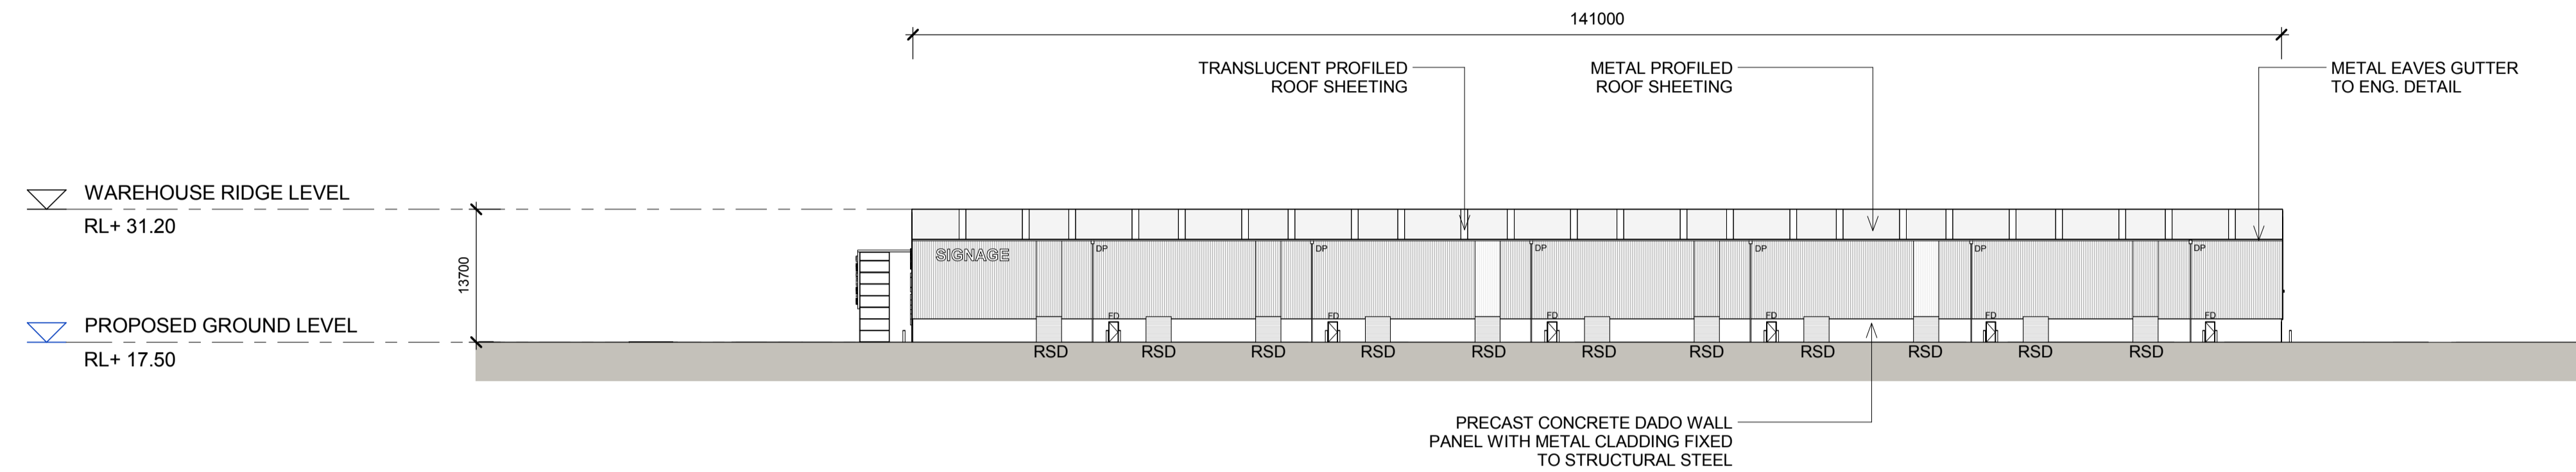 141000
TRANSLUCENT PROFILED
ROOF SHEETING
METAL PROFILED
ROOF SHEETING
METAL EAVES GUTTER
TO ENG. DETAIL
WAREHOUSE RIDGE LEVEL
RL+ 31.20
13700
PROPOSED GROUND LEVEL
RL+ 17.50
SIGNAGE
DP DP DP DP DP DP
FD FD FD FD FD FD
RSD RSD RSD RSD RSD RSD RSD RSD RSD RSD RSD
PRECAST CONCRETE DADO WALL
PANEL WITH METAL CLADDING FIXED
TO STRUCTURAL STEEL